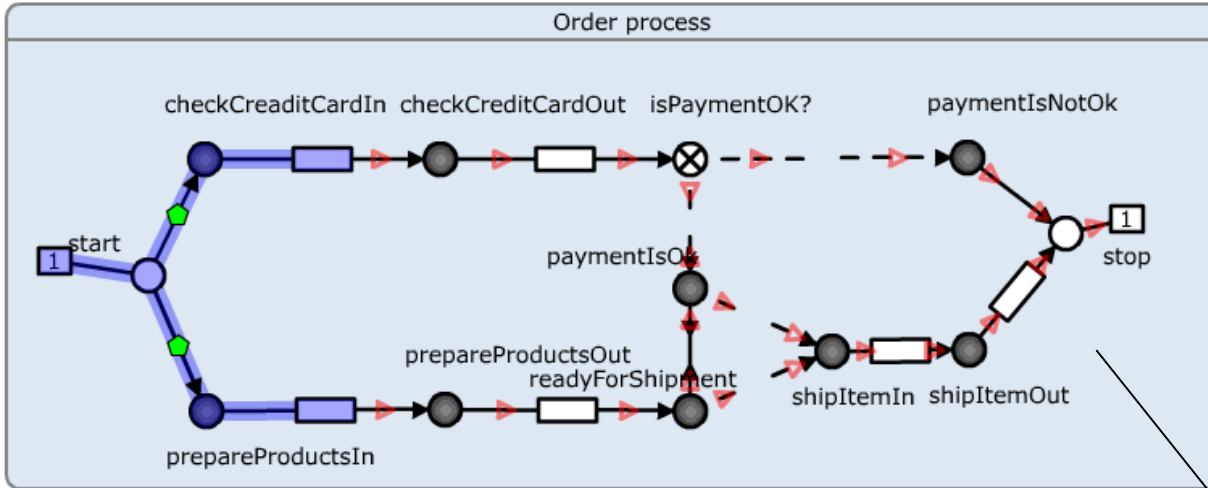 Order process
checkCreaditCardIn checkCreditCardOut isPaymentOK? paymentIsNotOk
start
1
1
stop
paymentIsOk
prepareProductsOut
readyForShipment
shipItemIn shipItemOut
prepareProductsIn